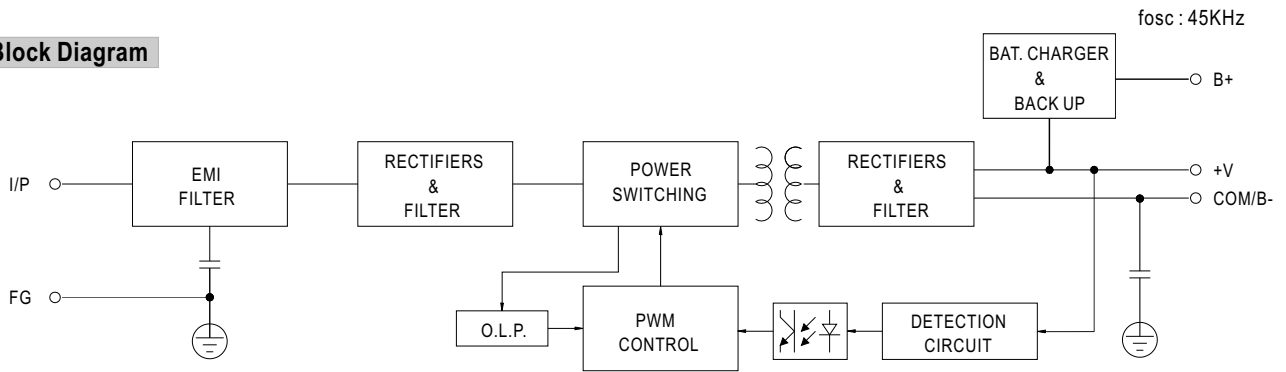 fosc : 45KHz
Block Diagram
BAT. CHARGER
&
BACK UP
B+
I/P
EMI
FILTER
RECTIFIERS
&
FILTER
POWER
SWITCHING
RECTIFIERS
&
FILTER
+V
COM/B-
FG
O.L.P.
PWM
CONTROL
DETECTION
CIRCUIT